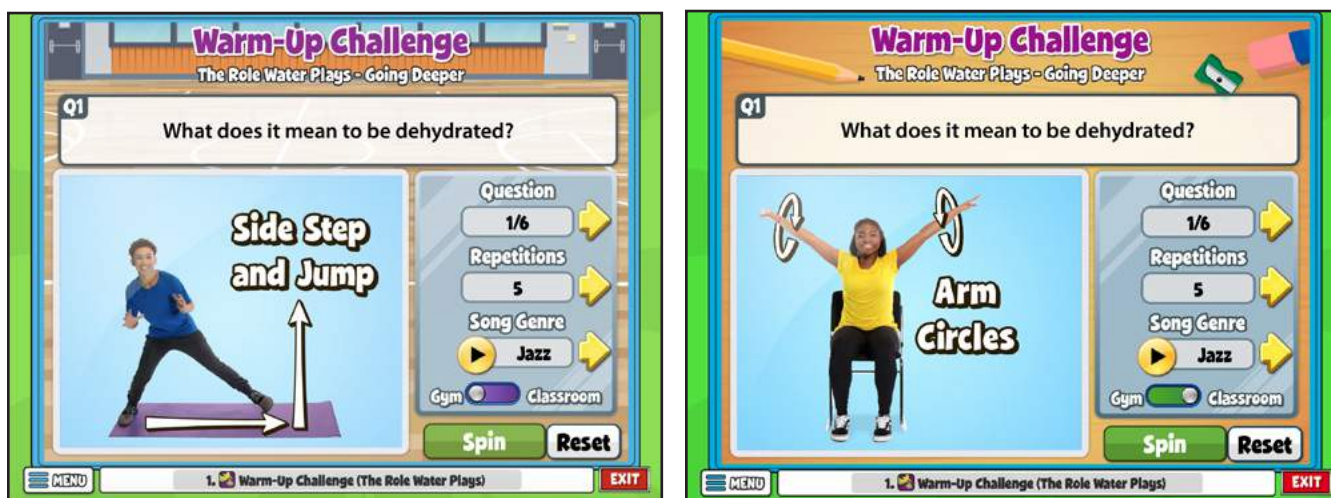 Warm-Up Challenge
The Role Water Plays - Going Deeper
Q1
What does it mean to be dehydrated?
Side Step
and Jump
Question
1/6
Repetitions
5
Song Genre
Jazz
Gym
Classroom
Spin
Reset
MENU
1. Warm-Up Challenge (The Role Water Plays)
EXIT
Warm-Up Challenge
The Role Water Plays - Going Deeper
Q1
What does it mean to be dehydrated?
Arm
Circles
Question
1/6
Repetitions
5
Song Genre
Jazz
Gym
Classroom
Spin
Reset
MENU
1. Warm-Up Challenge (The Role Water Plays)
EXIT